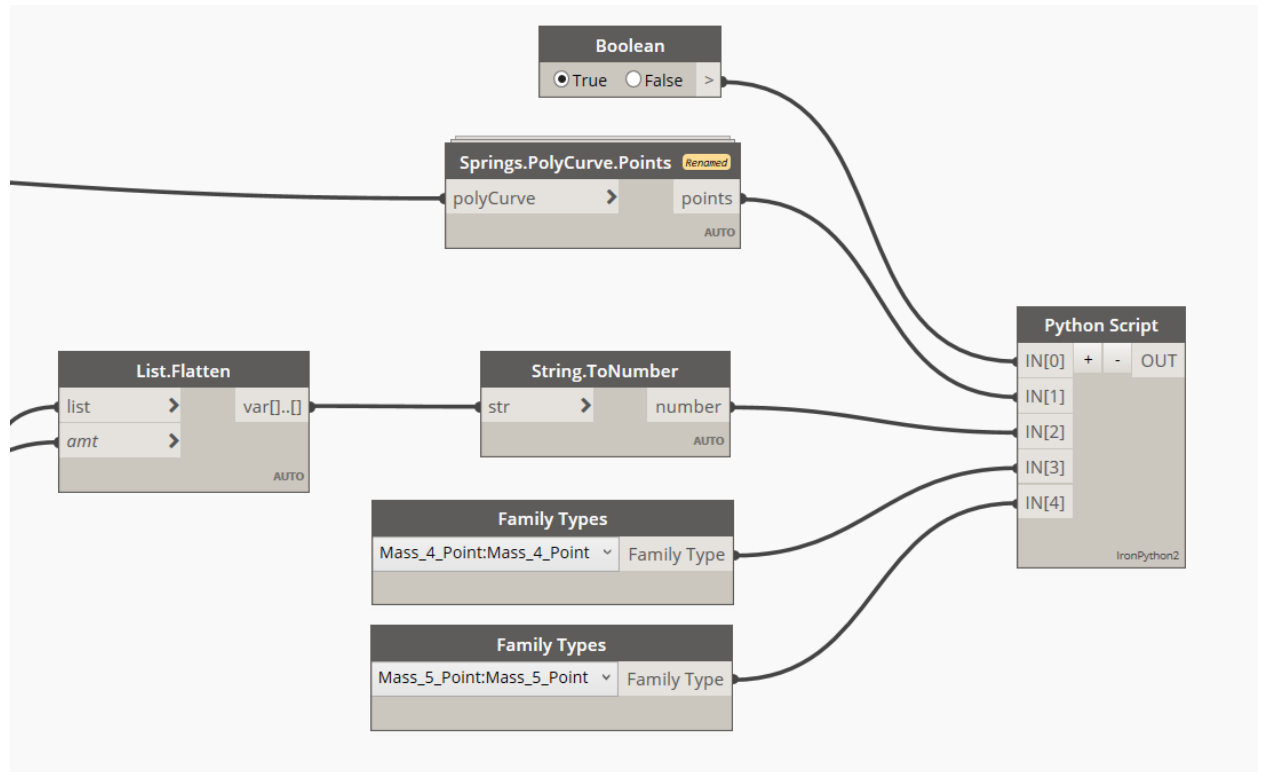 Boolean
True False >
Springs.PolyCurve.Points Renamed
polyCurve > points
AUTO
Python Script
IN[0] + - OUT
IN[1]
IN[2]
IN[3]
IN[4]
IronPython2
List.Flatten
list > var[]..[]
amt >
AUTO
String.ToNumber
str > number
AUTO
Family Types
Mass_4_Point:Mass_4_Point Family Type
Family Types
Mass_5_Point:Mass_5_Point Family Type